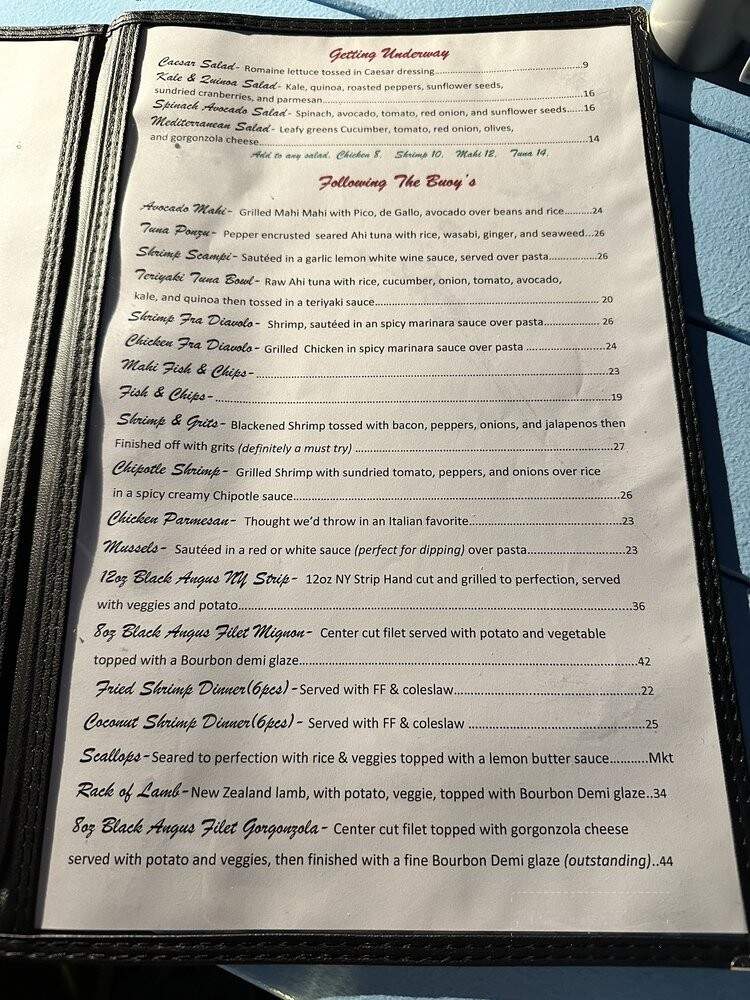 Getting Underway
Caesar Salad- Romaine lettuce tossed in Caesar dressing.....................................9
Kale & Quinoa Salad- Kale, quinoa, roasted peppers, sunflower seeds,
sundried cranberries, and parmesan................................................................16
Spinach Avocado Salad- Spinach, avocado, tomato, red onion, and sunflower seeds......16
Mediterranean Salad- Leafy greens Cucumber, tomato, red onion, olives,
and gorgonzola cheese..................................................................................14
Add to any salad. Chicken 8. Shrimp 10. Mahi 12. Tuna 14.
Following The Buoy's
Avocado Mahi- Grilled Mahi Mahi with Pico, de Gallo, avocado over beans and rice..........24
Tuna Ponzu- Pepper encrusted seared Ahi tuna with rice, wasabi, ginger, and seaweed...26
Shrimp Scampi- Sautéed in a garlic lemon white wine sauce, served over pasta..............26
Teriyaki Tuna Bowl- Raw Ahi tuna with rice, cucumber, onion, tomato, avocado,
kale, and quinoa then tossed in a teriyaki sauce.......................................................... 20
Shrimp Fra Diavolo- Shrimp, sautéed in an spicy marinara sauce over pasta................ 26
Chicken Fra Diavolo- Grilled Chicken in spicy marinara sauce over pasta .....................24
Mahi Fish & Chips-..........................................................................................23
Fish & Chips-.....................................................................................................19
Shrimp & Grits- Blackened Shrimp tossed with bacon, peppers, onions, and jalapenos then
Finished off with grits (definitely a must try) ...................................................................27
Chipotle Shrimp- Grilled Shrimp with sundried tomato, peppers, and onions over rice
in a spicy creamy Chipotle sauce....................................................................................26
Chicken Parmesan- Thought we'd throw in an Italian favorite.......................................23
Mussels- Sautéed in a red or white sauce (perfect for dipping) over pasta.........................23
12oz Black Angus NY Strip- 12oz NY Strip Hand cut and grilled to perfection, served
with veggies and potato.....................................................................................................36
8oz Black Angus Filet Mignon- Center cut filet served with potato and vegetable
topped with a Bourbon demi glaze.....................................................................................42
Fried Shrimp Dinner(6pcs)-Served with FF & coleslaw..................................................22
Coconut Shrimp Dinner(6pcs)- Served with FF & coleslaw ............................................25
Scallops-Seared to perfection with rice & veggies topped with a lemon butter sauce...........Mkt
Rack of Lamb-New Zealand lamb, with potato, veggie, topped with Bourbon Demi glaze..34
8oz Black Angus Filet Gorgonzola- Center cut filet topped with gorgonzola cheese
served with potato and veggies, then finished with a fine Bourbon Demi glaze (outstanding)..44